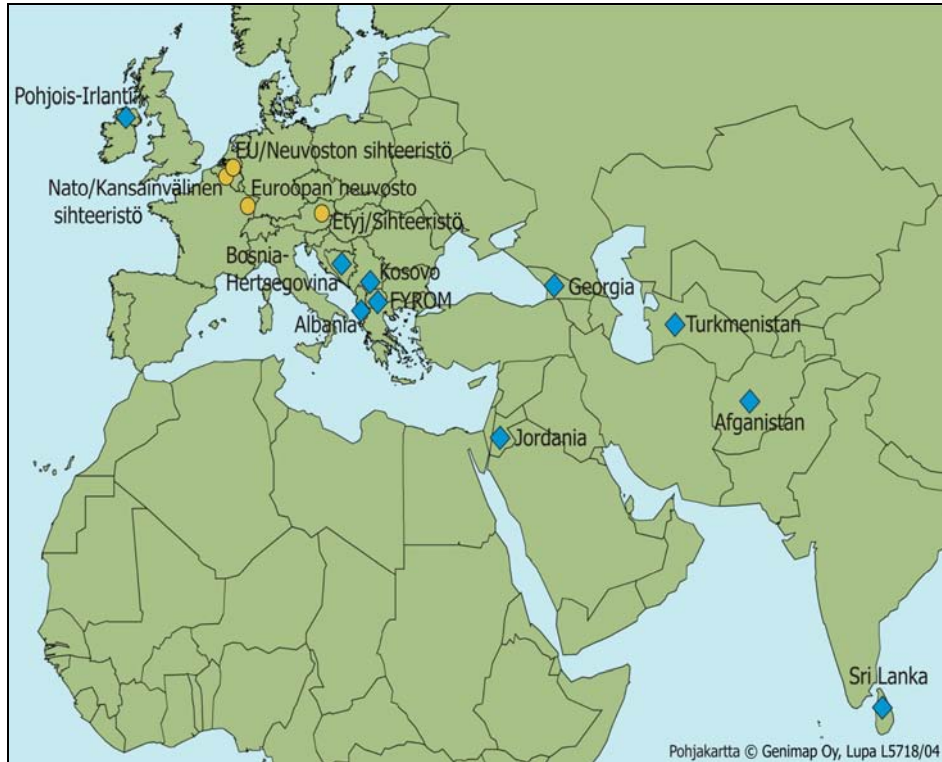 Pohjois-Irlanti
EU/Neuvoston sihteeristö
Nato/Kansainvälinen
sihteeristö
Euroopan neuvosto
Etyj/Sihteeristö
Bosnia-
Hertsegovina
Kosovo
FYROM
Albania
Georgia
Turkmenistan
Afganistan
Jordania
Sri Lanka
Pohjakartta © Genimap Oy, Lupa L5718/04